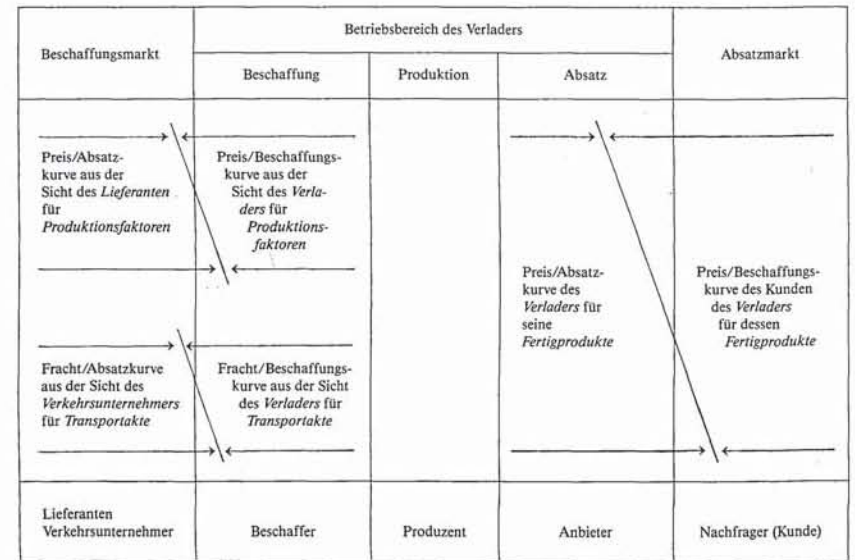 Beschaffungsmarkt
Betriebsbereich des Verladers
Absatzmarkt
Beschaffung
Produktion
Absatz
Preis/Absatz-
kurve aus der
Sicht des Lieferanten
für
Produktionsfaktoren
Preis/Beschaffungs-
kurve aus der
Sicht des Verla-
ders für
Produktions-
faktoren
Preis/Absatz-
kurve des
Verladers für
seine
Fertigprodukte
Preis/Beschaffungs-
kurve des Kunden
des Verladers
für dessen
Fertigprodukte
Fracht/Absatzkurve
aus der Sicht des
Verkehrsunternehmers
für Transportakte
Fracht/Beschaffungs-
kurve aus der Sicht
des Verladers für
Transportakte
Lieferanten
Verkehrsunternehmer
Beschaffer
Produzent
Anbieter
Nachfrager (Kunde)